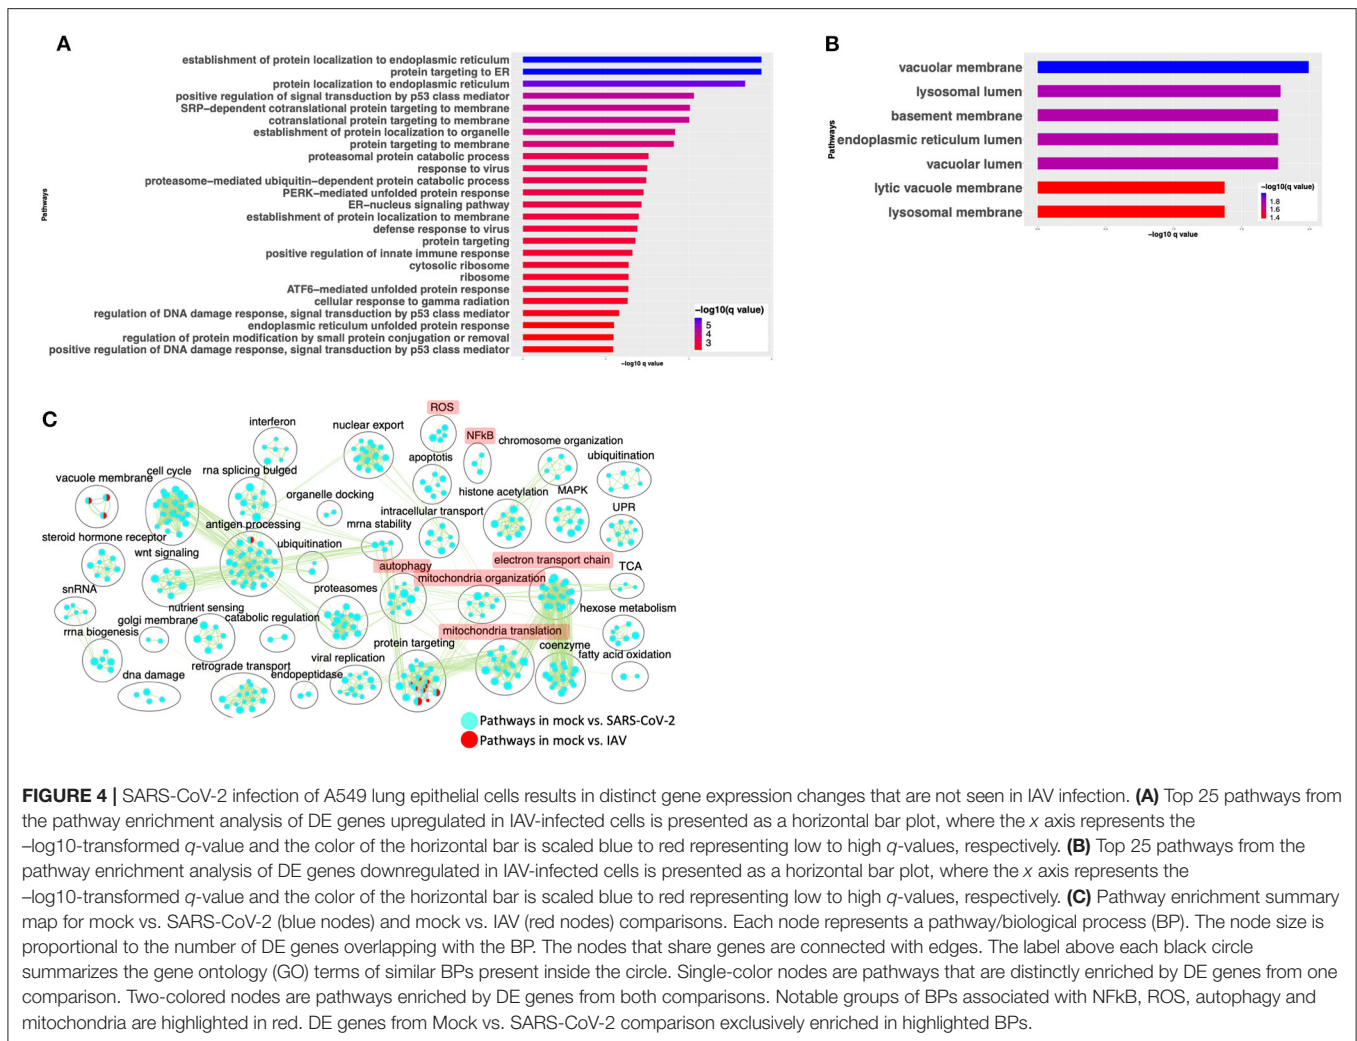 A
establishment of protein localization to endoplasmic reticulum
protein targeting to ER
protein localization to endoplasmic reticulum
positive regulation of signal transduction by p53 class mediator
SRP-dependent cotranslational protein targeting to membrane
cotranslational protein targeting to membrane
establishment of protein localization to organelle
protein targeting to membrane
proteasomal protein catabolic process
response to virus
proteasome-mediated ubiquitin-dependent protein catabolic process
PERK-mediated unfolded protein response
ER-nucleus signaling pathway
establishment of protein localization to membrane
defense response to virus
protein targeting
positive regulation of innate immune response
cytosolic ribosome
ribosome
ATF6-mediated unfolded protein response
cellular response to gamma radiation
regulation of DNA damage response, signal transduction by p53 class mediator
endoplasmic reticulum unfolded protein response
regulation of protein modification by small protein conjugation or removal
positive regulation of DNA damage response, signal transduction by p53 class mediator
Pathways
-log10(q value)
5
4
3
-log10 q value
B
vacuolar membrane
lysosomal lumen
basement membrane
endoplasmic reticulum lumen
vacuolar lumen
lytic vacuole membrane
lysosomal membrane
Pathways
-log10(q value)
1.8
1.6
1.4
-log10 q value
C
ROS
interferon
nuclear export
NFkB
chromosome organization
apoptotis
ubiquitination
vacuole membrane
cell cycle
rna splicing bulged
organelle docking
histone acetylation
MAPK
intracellular transport
UPR
antigen processing
mrna stability
steroid hormone receptor
wnt signaling
ubiquitination
electron transport chain
autophagy
TCA
mitochondria organization
snRNA
proteasomes
nutrient sensing
hexose metabolism
golgi membrane
catabolic regulation
rrna biogenesis
mitochondria translation
protein targeting
coenzyme
fatty acid oxidation
viral replication
retrograde transport
endopeptidase
dna damage
Pathways in mock vs. SARS-CoV-2
Pathways in mock vs. IAV
FIGURE 4 | SARS-CoV-2 infection of A549 lung epithelial cells results in distinct gene expression changes that are not seen in IAV infection. (A) Top 25 pathways from
the pathway enrichment analysis of DE genes upregulated in IAV-infected cells is presented as a horizontal bar plot, where the x axis represents the
–log10-transformed q-value and the color of the horizontal bar is scaled blue to red representing low to high q-values, respectively. (B) Top 25 pathways from the
pathway enrichment analysis of DE genes downregulated in IAV-infected cells is presented as a horizontal bar plot, where the x axis represents the
–log10-transformed q-value and the color of the horizontal bar is scaled blue to red representing low to high q-values, respectively. (C) Pathway enrichment summary
map for mock vs. SARS-CoV-2 (blue nodes) and mock vs. IAV (red nodes) comparisons. Each node represents a pathway/biological process (BP). The node size is
proportional to the number of DE genes overlapping with the BP. The nodes that share genes are connected with edges. The label above each black circle
summarizes the gene ontology (GO) terms of similar BPs present inside the circle. Single-color nodes are pathways that are distinctly enriched by DE genes from one
comparison. Two-colored nodes are pathways enriched by DE genes from both comparisons. Notable groups of BPs associated with NFkB, ROS, autophagy and
mitochondria are highlighted in red. DE genes from Mock vs. SARS-CoV-2 comparison exclusively enriched in highlighted BPs.